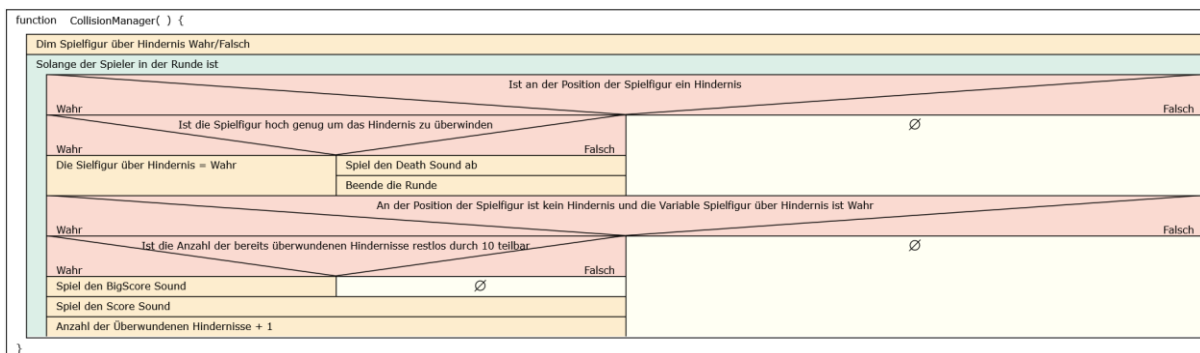 function CollisionManager( ) {
Dim Spielfigur über Hindernis Wahr/Falsch
Solange der Spieler in der Runde ist
Ist an der Position der Spielfigur ein Hindernis
Wahr
Falsch
Ist die Spielfigur hoch genug um das Hindernis zu überwinden
∅
Wahr
Falsch
Die Sielfigur über Hindernis = Wahr
Spiel den Death Sound ab
Beende die Runde
An der Position der Spielfigur ist kein Hindernis und die Variable Spielfigur über Hindernis ist Wahr
Wahr
Falsch
Ist die Anzahl der bereits überwundenen Hindernisse restlos durch 10 teilbar
∅
Wahr
Falsch
Spiel den BigScore Sound
∅
Spiel den Score Sound
Anzahl der Überwundenen Hindernisse + 1
}